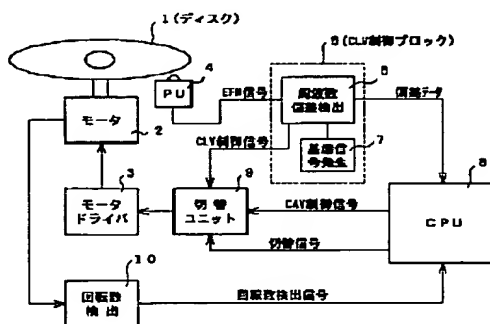 1(ディスク)
5(CLV制御ブロック)
4
PU
EFM信号
6
周波数
偏差検出
偏差データ
モータ
2
CLV制御信号
基準信
号発生
7
3
モータ
ドライバ
9
切替
ユニット
CAV制御信号
切替信号
8
CPU
10
回転数
検出
回転数検出信号